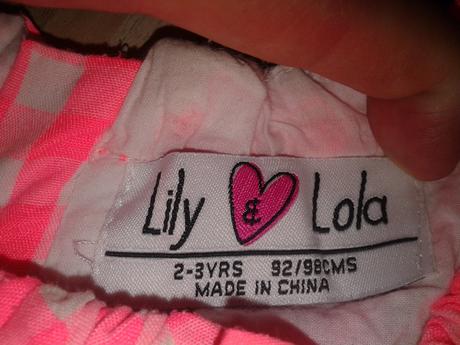 Lily & Lola
2-3YRS 92/98CMS
MADE IN CHINA